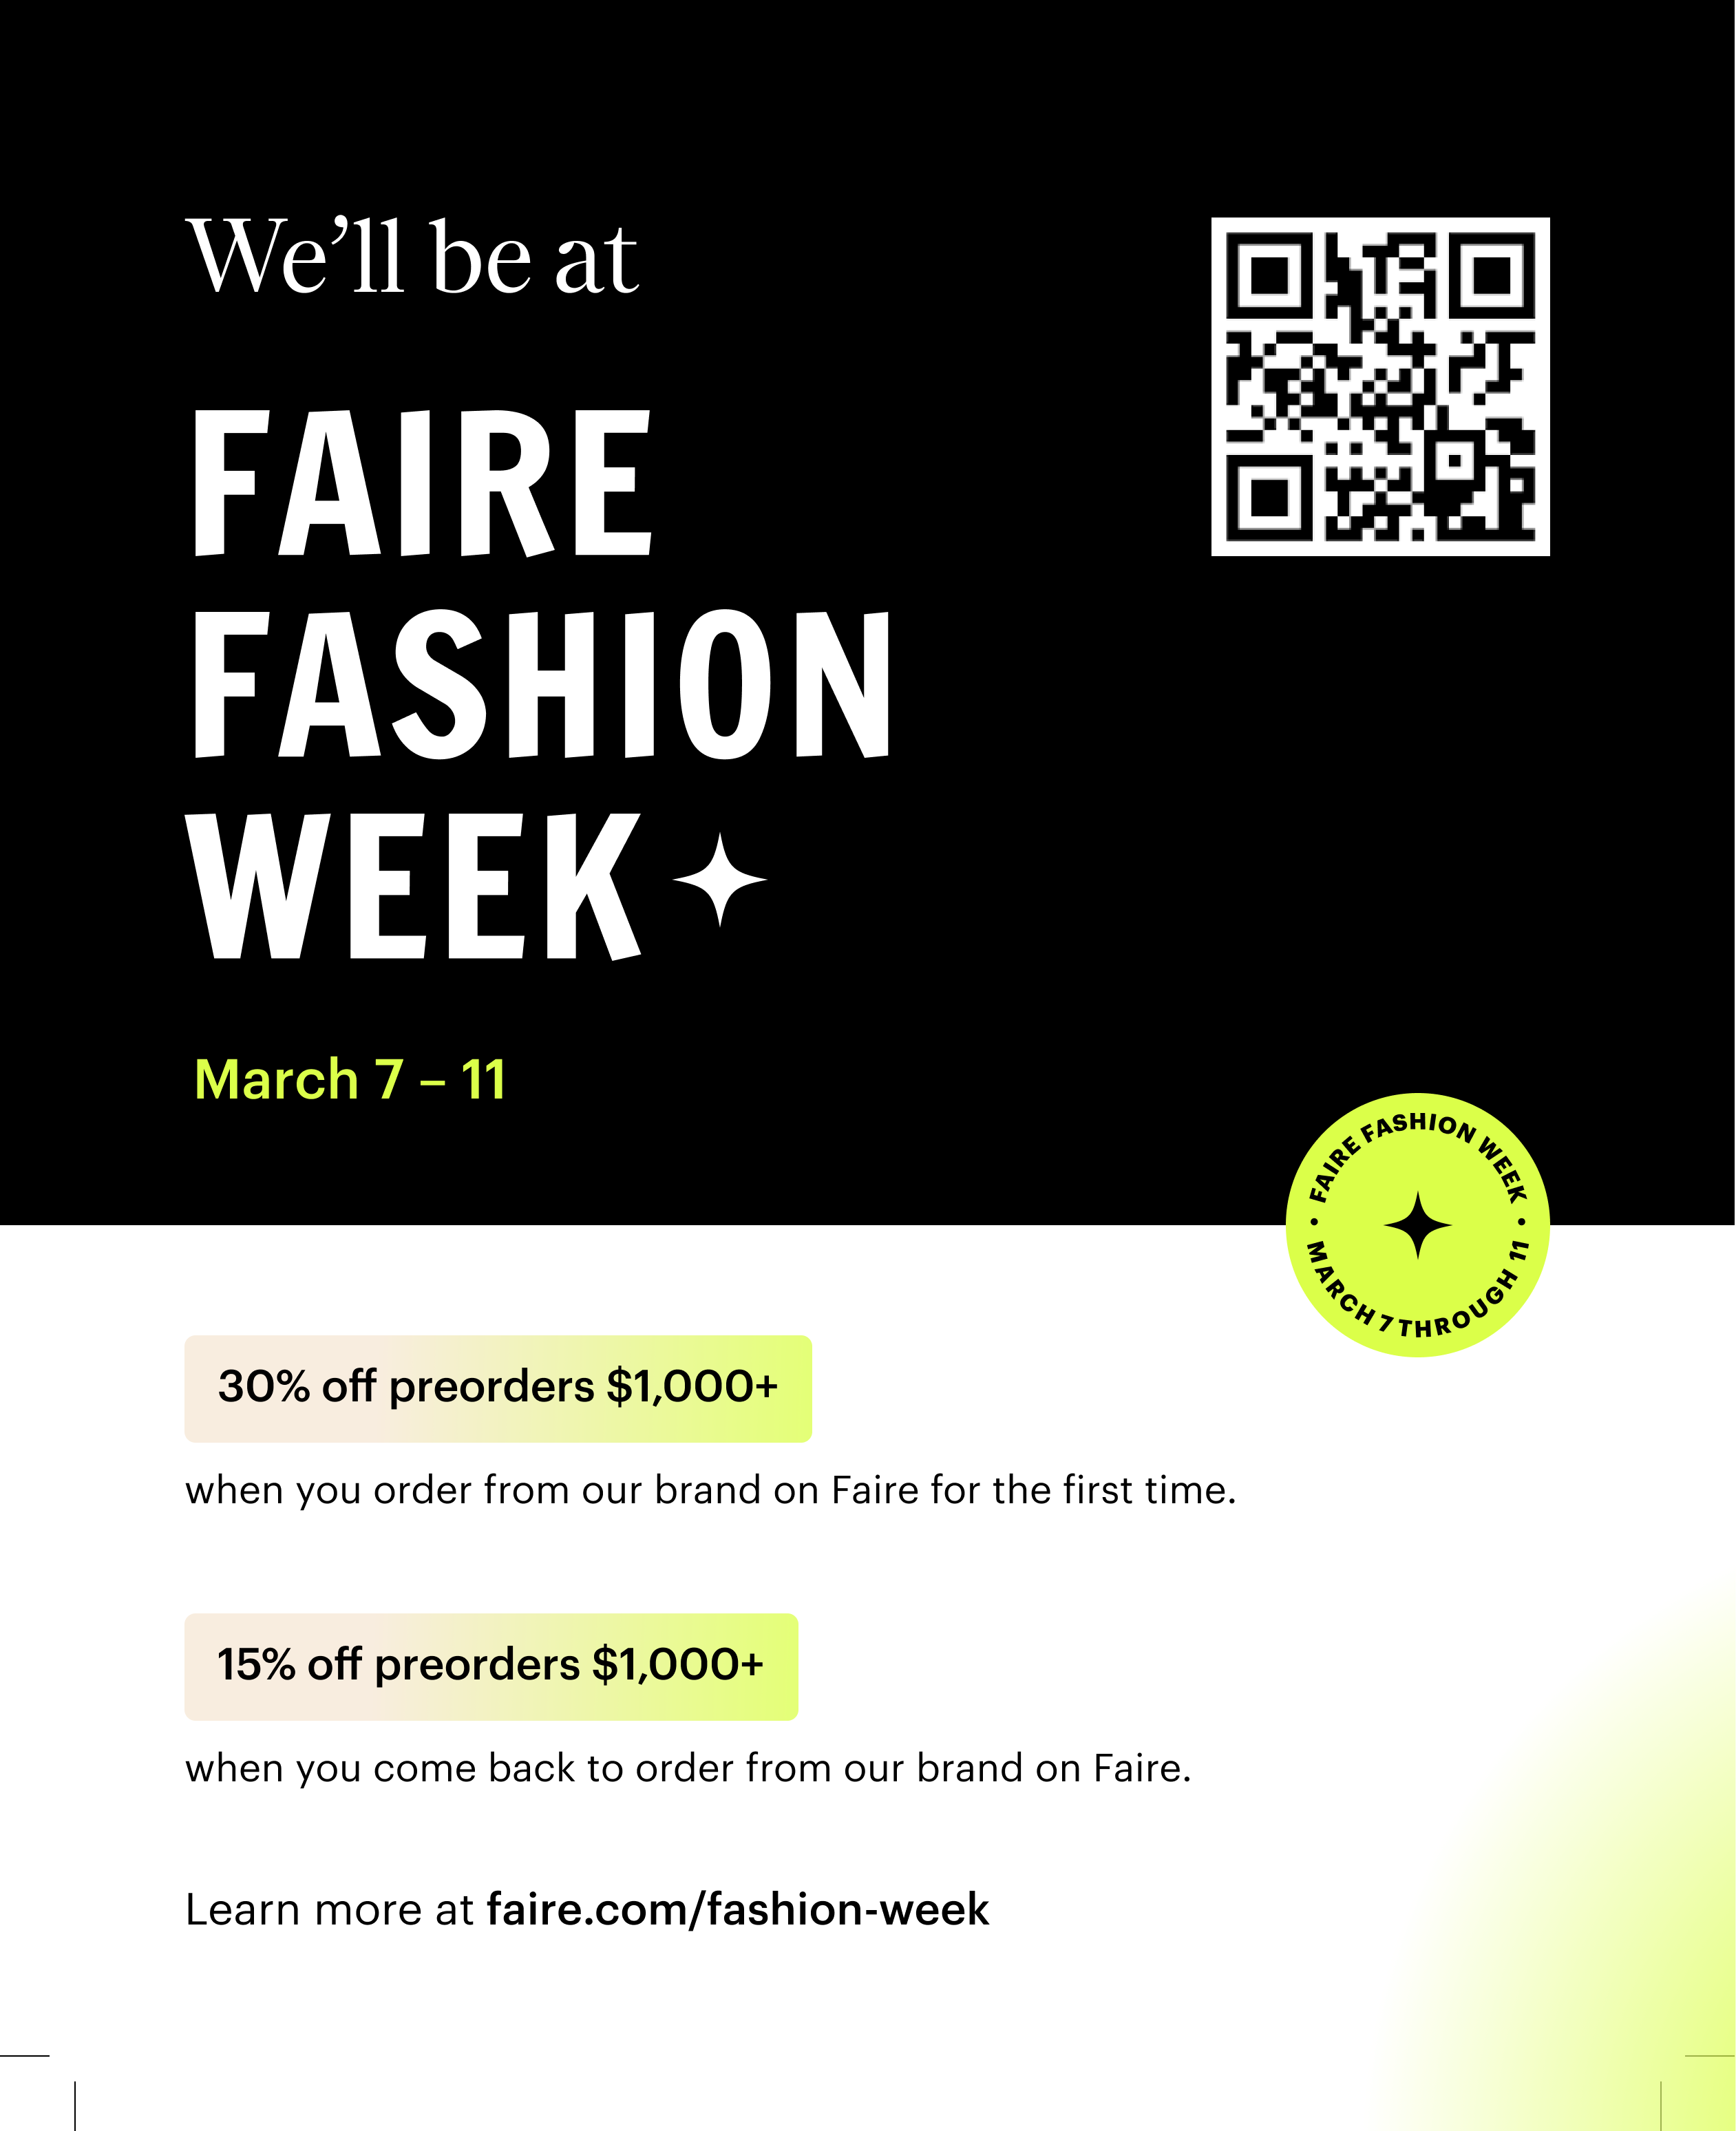 We’ll be at
FAIRE
FASHION
WEEK
March 7 – 11
FAIRE FASHION WEEK
MARCH 7 THROUGH 11
30% off preorders $1,000+
when you order from our brand on Faire for the first time.
15% off preorders $1,000+
when you come back to order from our brand on Faire.
Learn more at faire.com/fashion-week